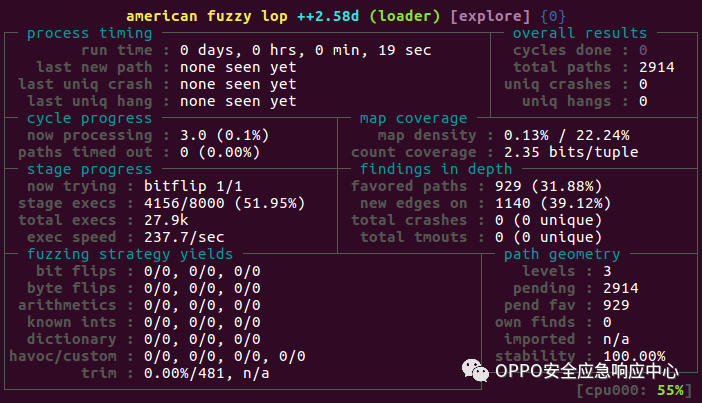 american fuzzy lop ++2.58d (loader) [explore] {0}
process timing overall results
run time : 0 days, 0 hrs, 0 min, 19 sec cycles done : 0
last new path : none seen yet total paths : 2914
last uniq crash : none seen yet uniq crashes : 0
last uniq hang : none seen yet uniq hangs : 0
cycle progress map coverage
now processing : 3.0 (0.1%) map density : 0.13% / 22.24%
paths timed out : 0 (0.00%) count coverage : 2.35 bits/tuple
stage progress findings in depth
now trying : bitflip 1/1 favored paths : 929 (31.88%)
stage execs : 4156/8000 (51.95%) new edges on : 1140 (39.12%)
total execs : 27.9k total crashes : 0 (0 unique)
exec speed : 237.7/sec total tmouts : 0 (0 unique)
fuzzing strategy yields path geometry
bit flips : 0/0, 0/0, 0/0 levels : 3
byte flips : 0/0, 0/0, 0/0 pending : 2914
arithmetics : 0/0, 0/0, 0/0 pend fav : 929
known ints : 0/0, 0/0, 0/0 own finds : 0
dictionary : 0/0, 0/0, 0/0 imported : n/a
havoc/custom : 0/0, 0/0, 0/0, 0/0 stability : 100.00%
trim : 0.00%/481, n/a
OPPO安全应急响应中心
[cpu000: 55%]